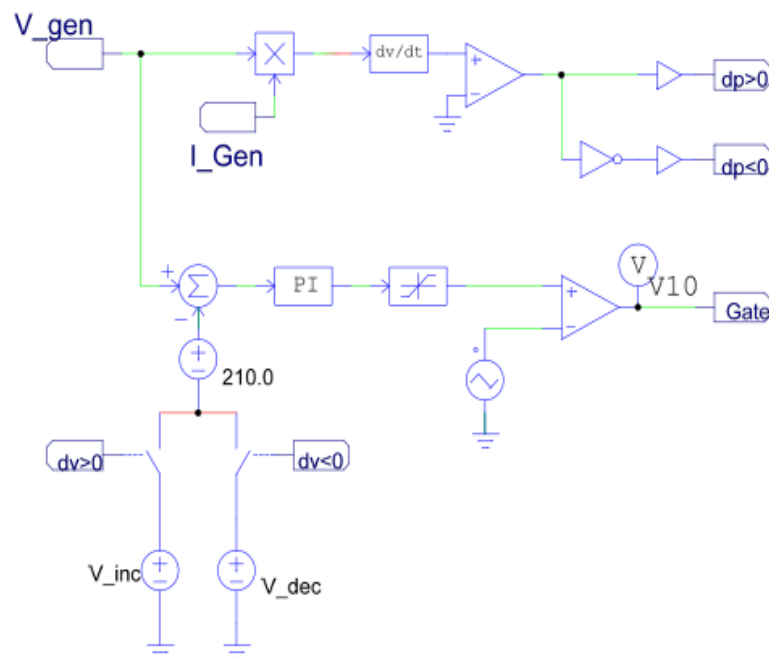 V_gen
dv/dt
dp>0
I_Gen
dp<0
PI
V
V10
Gate
210.0
dv>0
dv<0
V_inc
V_dec